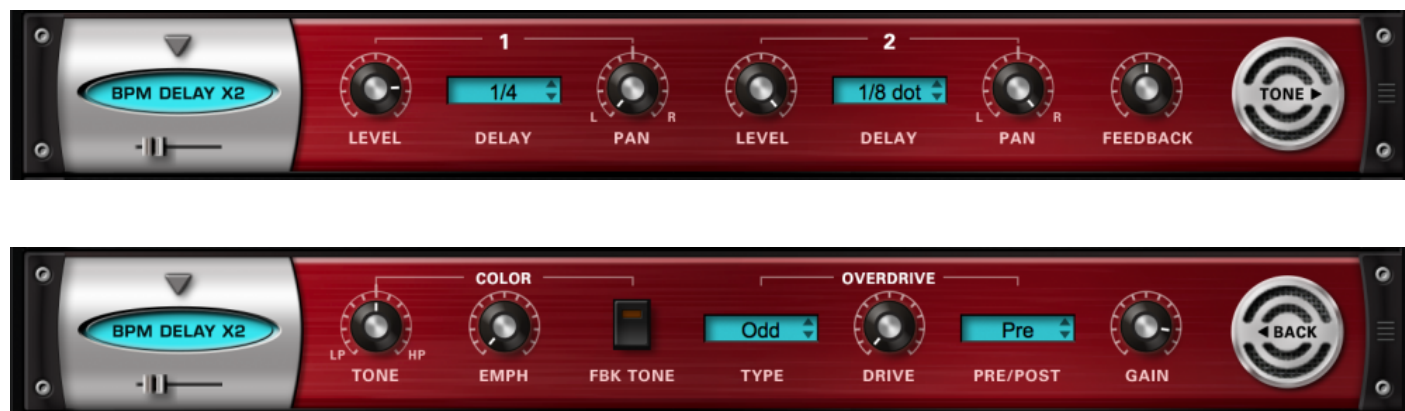 1 2
BPM DELAY X2 1/4 1/8 dot TONE
L R L R
LEVEL DELAY PAN LEVEL DELAY PAN FEEDBACK
COLOR OVERDRIVE
BPM DELAY X2 Odd Pre BACK
LP HP
TONE EMPH FBK TONE TYPE DRIVE PRE/POST GAIN